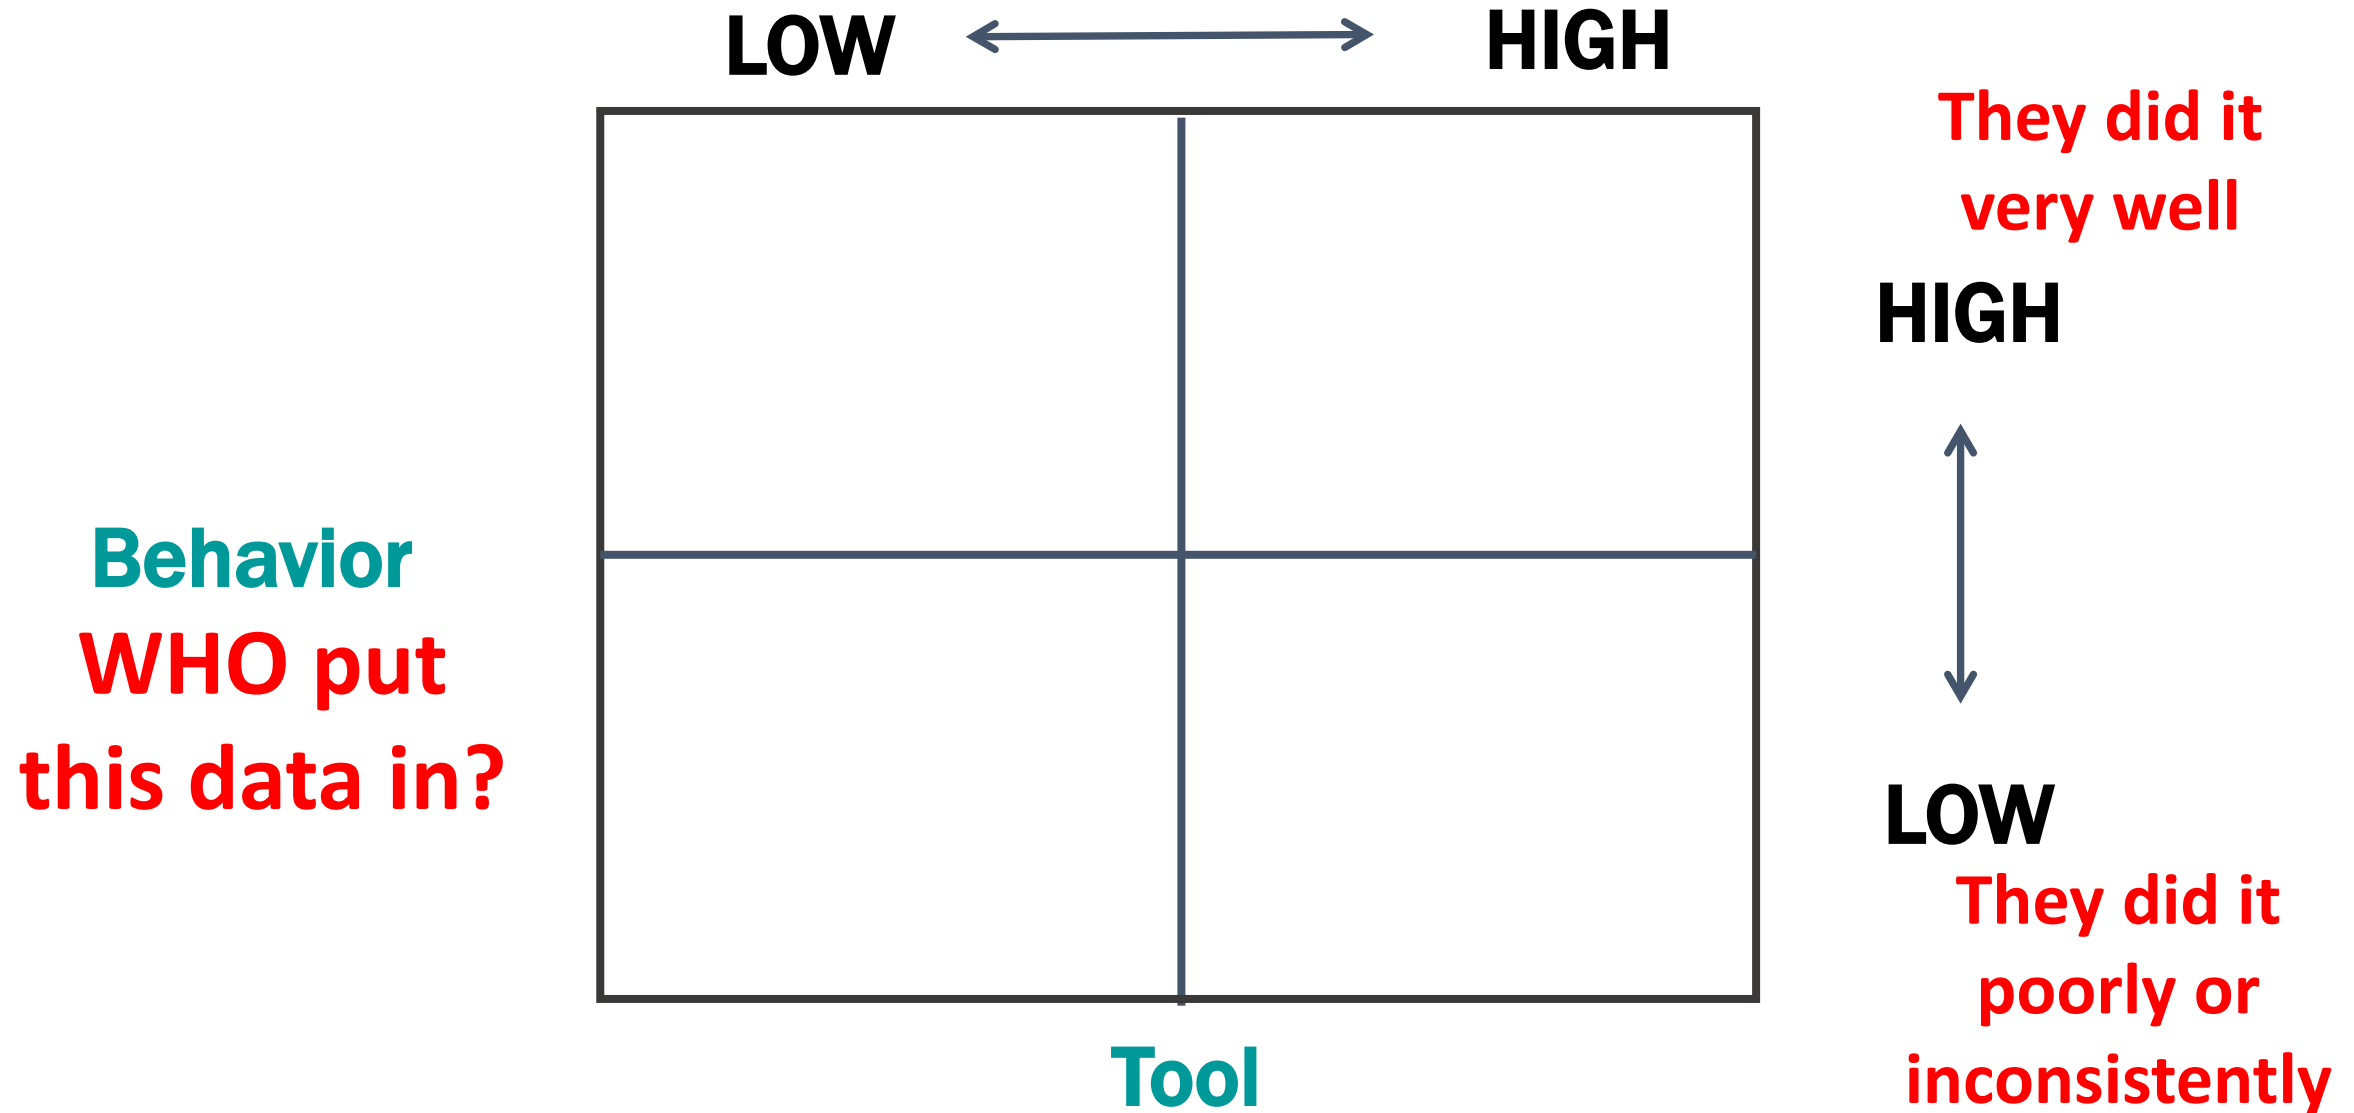 LOW
HIGH
They did it
very well
HIGH
Behavior
WHO put
this data in?
LOW
They did it
poorly or
inconsistently
Tool